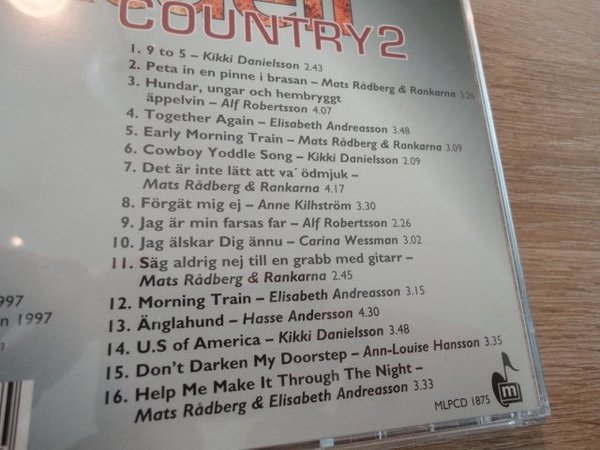 COUNTRY 2
1. 9 to 5 – Kikki Danielsson 2.43
2. Peta in en pinne i brasan – Mats Rådberg & Rankarna 3.26
3. Hundar, ungar och hembryggt
äppelvin – Alf Robertsson 4.07
4. Together Again – Elisabeth Andreasson 3.48
5. Early Morning Train – Mats Rådberg & Rankarna 3.09
6. Cowboy Yoddle Song – Kikki Danielsson 2.09
7. Det är inte lätt att va´ ödmjuk –
Mats Rådberg & Rankarna 4.17
8. Förgät mig ej – Anne Kilhström 3.30
9. Jag är min farsas far – Alf Robertsson 2.26
10. Jag älskar Dig ännu – Carina Wessman 3.02
11. Säg aldrig nej till en grabb med gitarr –
Mats Rådberg & Rankarna 2.45
12. Morning Train – Elisabeth Andreasson 3.15
13. Änglahund – Hasse Andersson 4.30
14. U.S of America – Kikki Danielsson 3.48
15. Don't Darken My Doorstep – Ann-Louise Hansson 3.35
16. Help Me Make It Through The Night –
Mats Rådberg & Elisabeth Andreasson 3.33
1997
n 1997
m
MLPCD 1875